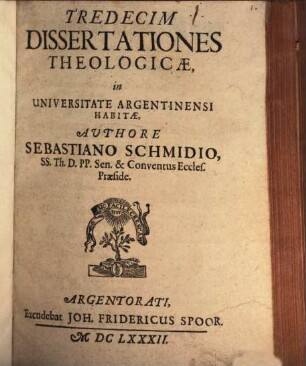 TREDECIM
DISSERTATIONES
THEOLOGICÆ,
in
UNIVERSITATE ARGENTINENSI
HABITÆ,
AUTHORE
SEBASTIANO SCHMIDIO,
SS. Th. D. PP. Sen. & Conventus Eccles.
Præside.
ARGENTORATI,
Excudebat JOH. FRIDERICUS SPOOR.
M DC LXXXII.